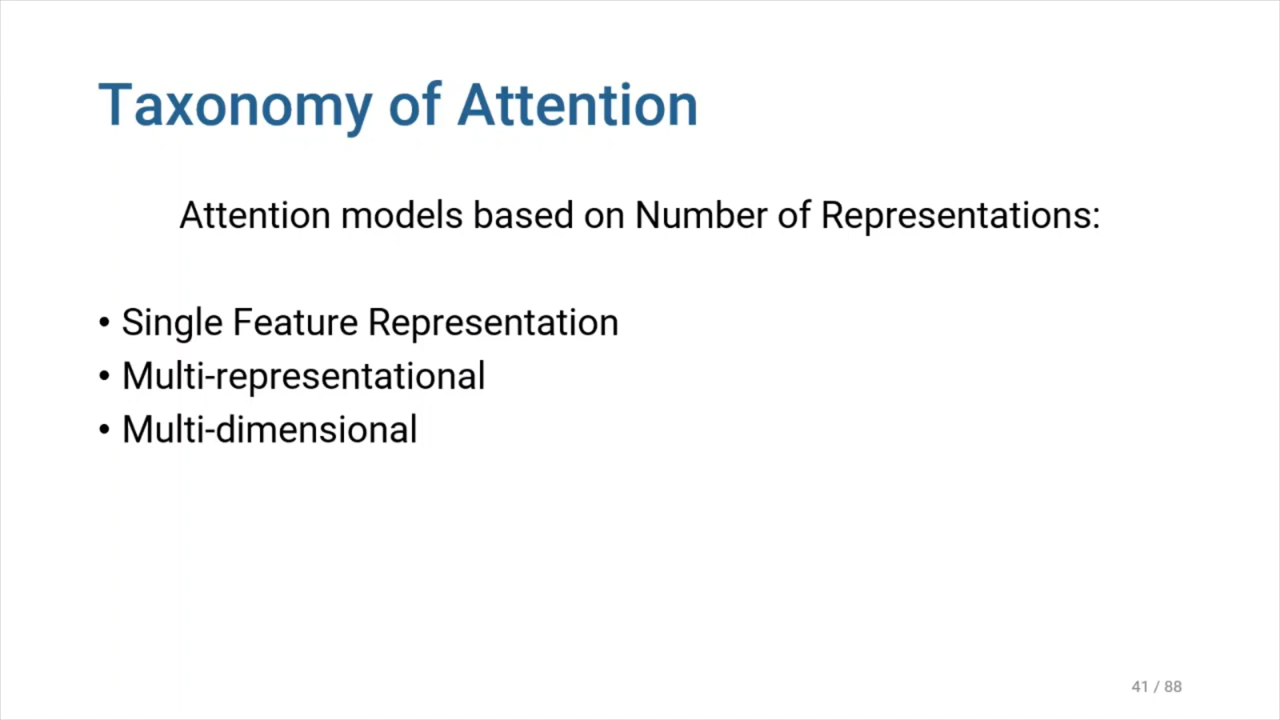 Taxonomy of Attention
Attention models based on Number of Representations:
• Single Feature Representation
• Multi-representational
• Multi-dimensional
41 / 88